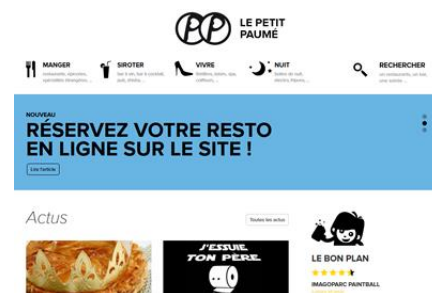 LE PETIT
PAUMÉ
MANGER
SIROTER
VIVRE
NUIT
RECHERCHER
NOUVEAU
RÉSERVEZ VOTRE RESTO
EN LIGNE SUR LE SITE !
Lire l'article
Actus
Toutes les actus
J'ESSUIE
TON PÈRE
LE BON PLAN
IMAGOPARC PAINTBALL